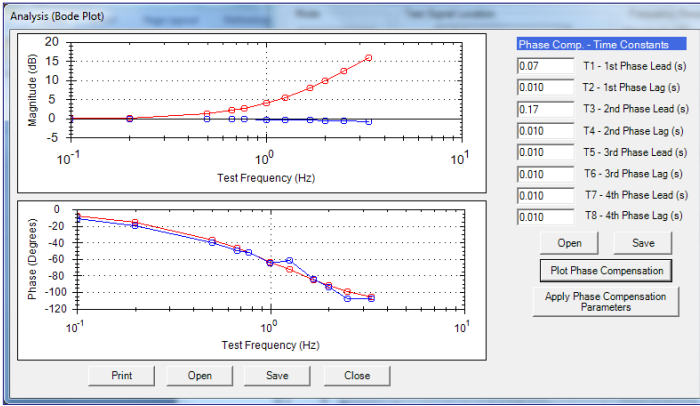 Analysis (Bode Plot)
20
15
10
5
0
-5
Magnitude (dB)
10-1
100
101
Test Frequency (Hz)
0
-20
-40
-60
-80
-100
-120
Phase (Degrees)
10-1
100
101
Test Frequency (Hz)
Print
Open
Save
Close
Phase Comp. - Time Constants
0.07 T1 - 1st Phase Lead (s)
0.010 T2 - 1st Phase Lag (s)
0.17 T3 - 2nd Phase Lead (s)
0.010 T4 - 2nd Phase Lag (s)
0.010 T5 - 3rd Phase Lead (s)
0.010 T6 - 3rd Phase Lag (s)
0.010 T7 - 4th Phase Lead (s)
0.010 T8 - 4th Phase Lag (s)
Open
Save
Plot Phase Compensation
Apply Phase Compensation
Parameters